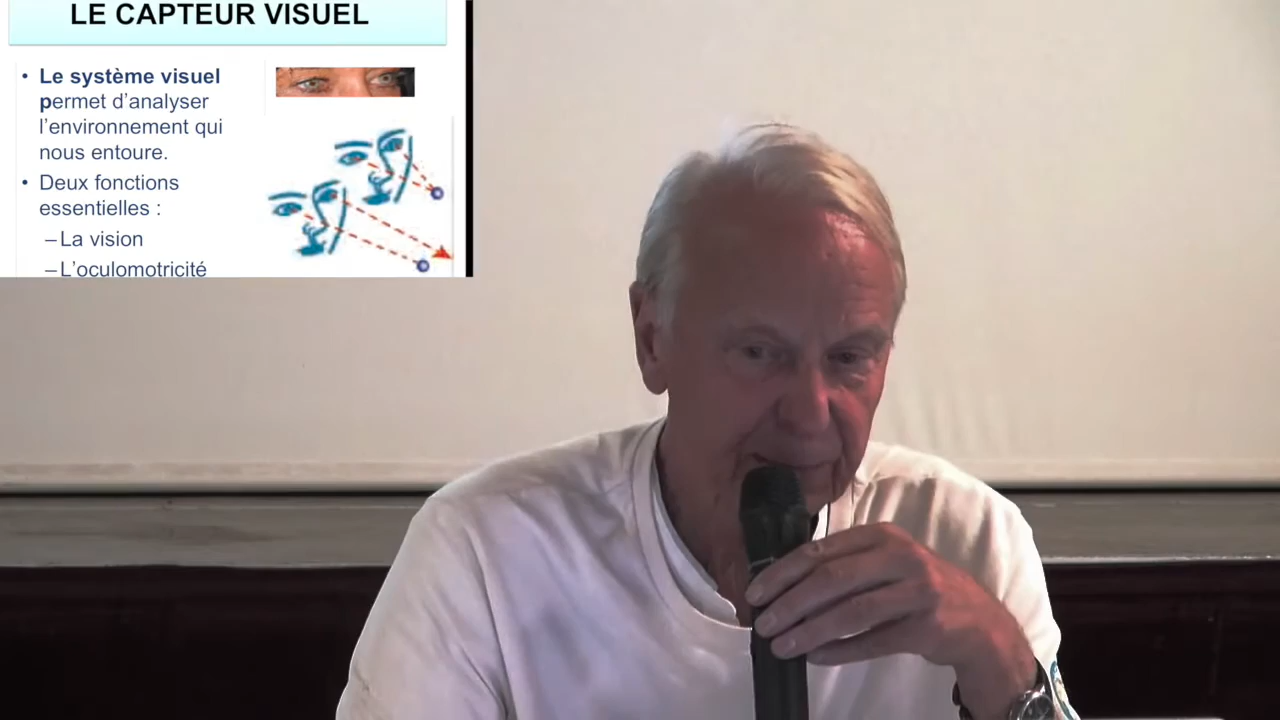 LE CAPTEUR VISUEL
• Le système visuel
permet d’analyser
l’environnement qui
nous entoure.
• Deux fonctions
essentielles :
–La vision
–L’oculomotricité